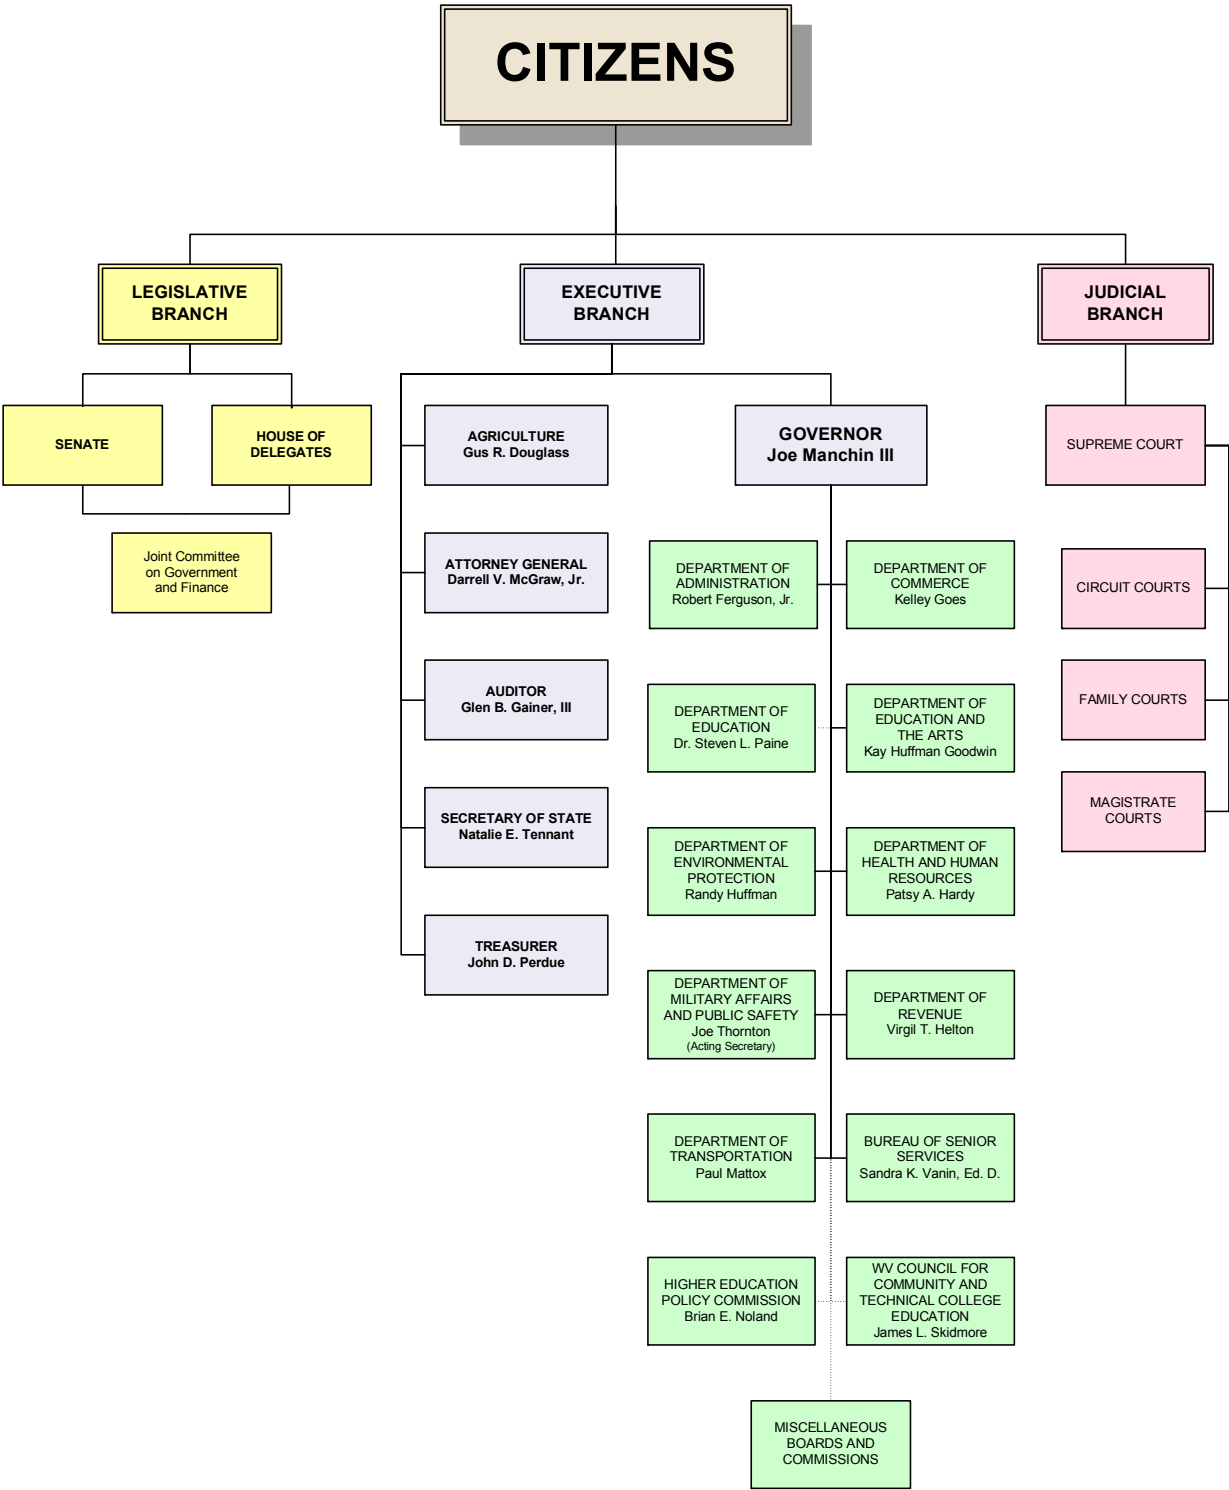 CITIZENS
LEGISLATIVE
BRANCH
EXECUTIVE
BRANCH
JUDICIAL
BRANCH
SENATE
HOUSE OF
DELEGATES
Joint Committee
on Government
and Finance
AGRICULTURE
Gus R. Douglass
ATTORNEY GENERAL
Darrell V. McGraw, Jr.
AUDITOR
Glen B. Gainer, III
SECRETARY OF STATE
Natalie E. Tennant
TREASURER
John D. Perdue
GOVERNOR
Joe Manchin III
DEPARTMENT OF
ADMINISTRATION
Robert Ferguson, Jr.
DEPARTMENT OF
COMMERCE
Kelley Goes
DEPARTMENT OF
EDUCATION
Dr. Steven L. Paine
DEPARTMENT OF
EDUCATION AND
THE ARTS
Kay Huffman Goodwin
DEPARTMENT OF
ENVIRONMENTAL
PROTECTION
Randy Huffman
DEPARTMENT OF
HEALTH AND HUMAN
RESOURCES
Patsy A. Hardy
DEPARTMENT OF
MILITARY AFFAIRS
AND PUBLIC SAFETY
Joe Thornton
(Acting Secretary)
DEPARTMENT OF
REVENUE
Virgil T. Helton
DEPARTMENT OF
TRANSPORTATION
Paul Mattox
BUREAU OF SENIOR
SERVICES
Sandra K. Vanin, Ed. D.
HIGHER EDUCATION
POLICY COMMISSION
Brian E. Noland
WV COUNCIL FOR
COMMUNITY AND
TECHNICAL COLLEGE
EDUCATION
James L. Skidmore
MISCELLANEOUS
BOARDS AND
COMMISSIONS
SUPREME COURT
CIRCUIT COURTS
FAMILY COURTS
MAGISTRATE
COURTS